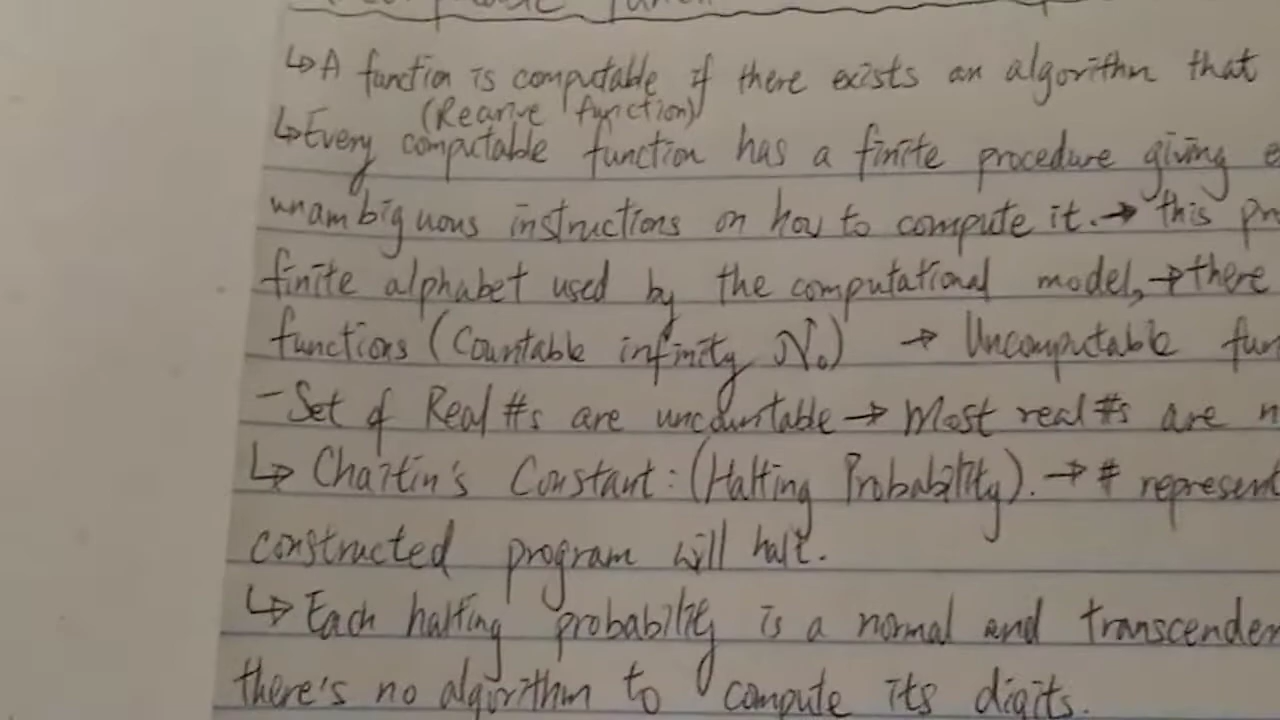 ↳ A function is computable if there exists an algorithm that
(Recursive function)
↳ Every computable function has a finite procedure giving
unambiguous instructions on how to compute it. → this
finite alphabet used by the computational model, → there
functions (Countable infinity ℵ₀) → Uncomputable
- Set of Real #s are uncountable → Most real #s are
↳ Chaitin's Constant: (Halting Probability). → #
constructed program will halt.
↳ Each halting probability is a normal and
there's no algorithm to compute its digits.